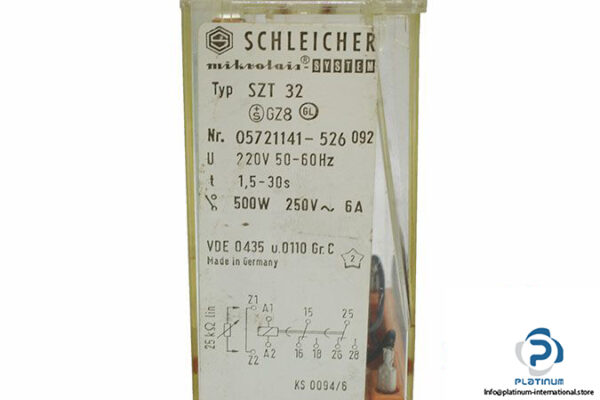 SCHLEICHER
mikrolais® -SYSTEM
Typ SZT 32
GZ8 GL
Nr. 05721141-526 092
U 220V 50-60Hz
t 1,5-30s
500W 250V~ 6A
VDE 0435 u.0110 Gr.C
Made in Germany
2
25 kΩ Lin
Z1 A1 15 25
Z2 A2 16 18 26 28
KS 0094/6
PLATINUM
Info@platinum-international.store